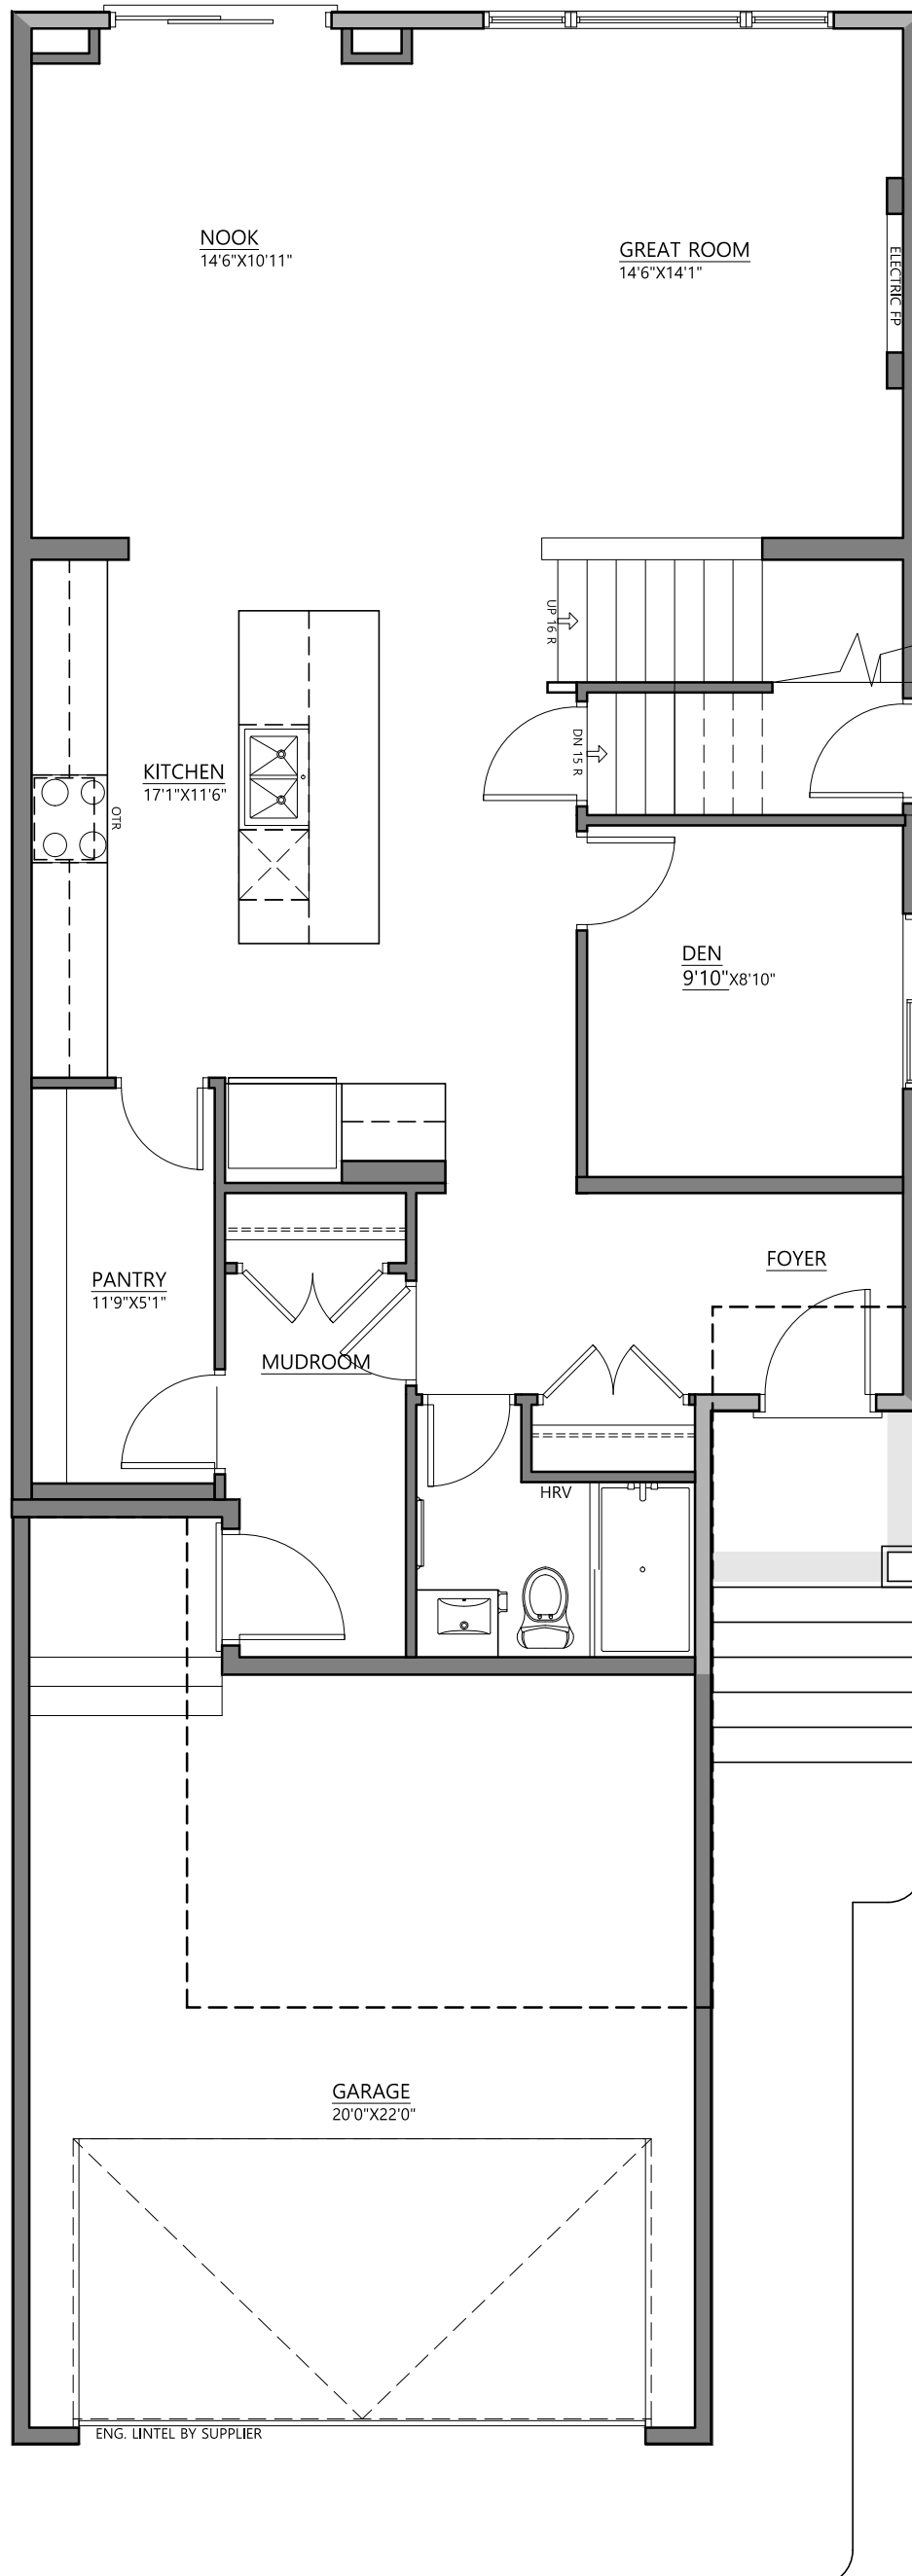 NOOK
14'6"X10'11"
GREAT ROOM
14'6"X14'1"
ELECTRIC FP
UP 16 R
DN 15 R
KITCHEN
17'1"X11'6"
OTR
DEN
9'10"X8'10"
FOYER
PANTRY
11'9"X5'1"
MUDROOM
HRV
GARAGE
20'0"X22'0"
ENG. LINTEL BY SUPPLIER